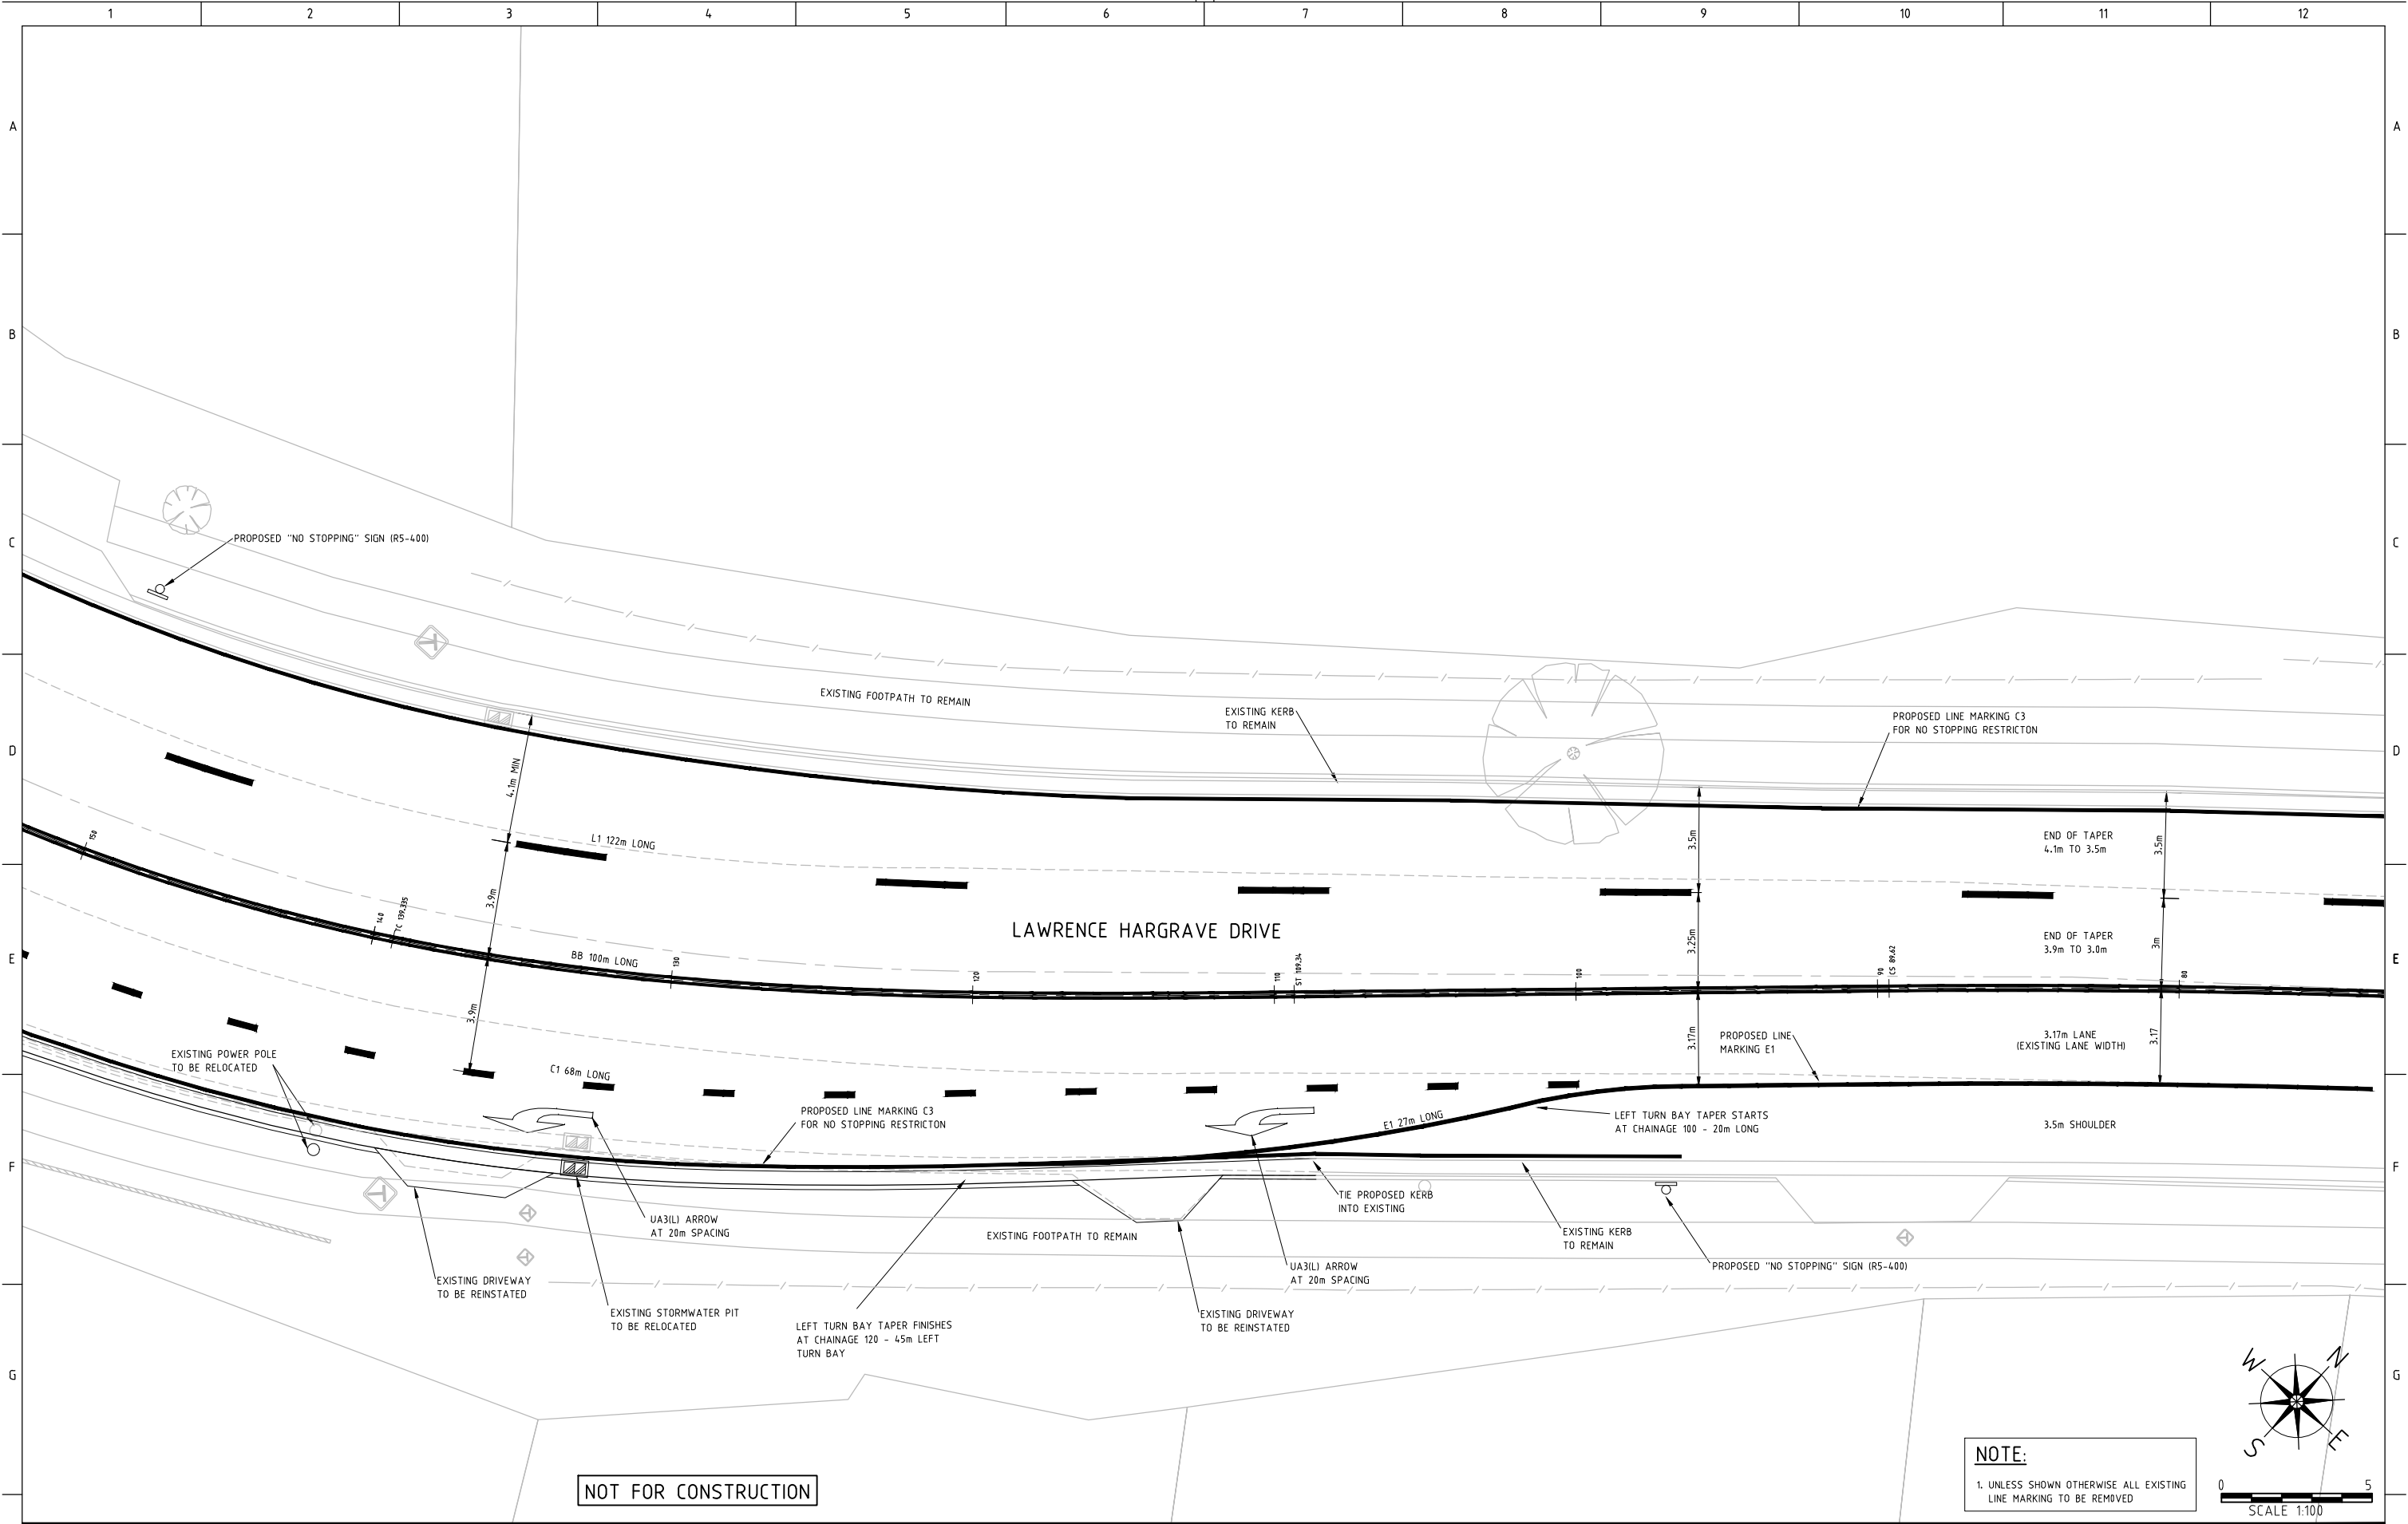 1 2 3 4 5 6 7 8 9 10 11 12
A
A
B
B
C
C
D
D
E
E
F
F
G
G
PROPOSED "NO STOPPING" SIGN (R5-400)
EXISTING FOOTPATH TO REMAIN
EXISTING KERB
TO REMAIN
PROPOSED LINE MARKING C3
FOR NO STOPPING RESTRICTON
4.1m MIN
3.5m
3.5m
END OF TAPER
4.1m TO 3.5m
L1 122m LONG
150
3.9m
140
TC 139.335
LAWRENCE HARGRAVE DRIVE
3.25m
END OF TAPER
3.9m TO 3.0m
3m
BB 100m LONG
130
120
110
ST 109.34
100
90
CS 89.62
80
3.9m
3.17m
PROPOSED LINE
MARKING E1
3.17m LANE
(EXISTING LANE WIDTH)
3.17
EXISTING POWER POLE
TO BE RELOCATED
C1 68m LONG
PROPOSED LINE MARKING C3
FOR NO STOPPING RESTRICTON
E1 27m LONG
LEFT TURN BAY TAPER STARTS
AT CHAINAGE 100 - 20m LONG
3.5m SHOULDER
TIE PROPOSED KERB
INTO EXISTING
UA3(L) ARROW
AT 20m SPACING
EXISTING FOOTPATH TO REMAIN
EXISTING KERB
TO REMAIN
UA3(L) ARROW
AT 20m SPACING
PROPOSED "NO STOPPING" SIGN (R5-400)
EXISTING DRIVEWAY
TO BE REINSTATED
EXISTING STORMWATER PIT
TO BE RELOCATED
LEFT TURN BAY TAPER FINISHES
AT CHAINAGE 120 - 45m LEFT
TURN BAY
EXISTING DRIVEWAY
TO BE REINSTATED
W N
S E
NOT FOR CONSTRUCTION
NOTE:
1. UNLESS SHOWN OTHERWISE ALL EXISTING
LINE MARKING TO BE REMOVED
0 5
SCALE 1:100